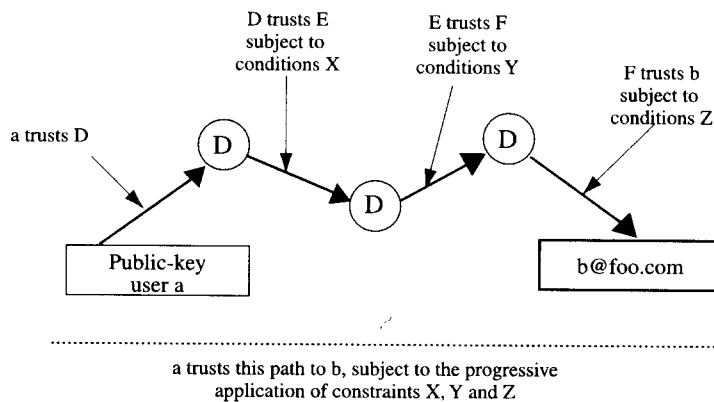 D trusts E
subject to
conditions X
E trusts F
subject to
conditions Y
F trusts b
subject to
conditions Z
a trusts D
D
D
D
Public-key
user a
b@foo.com
a trusts this path to b, subject to the progressive
application of constraints X, Y and Z